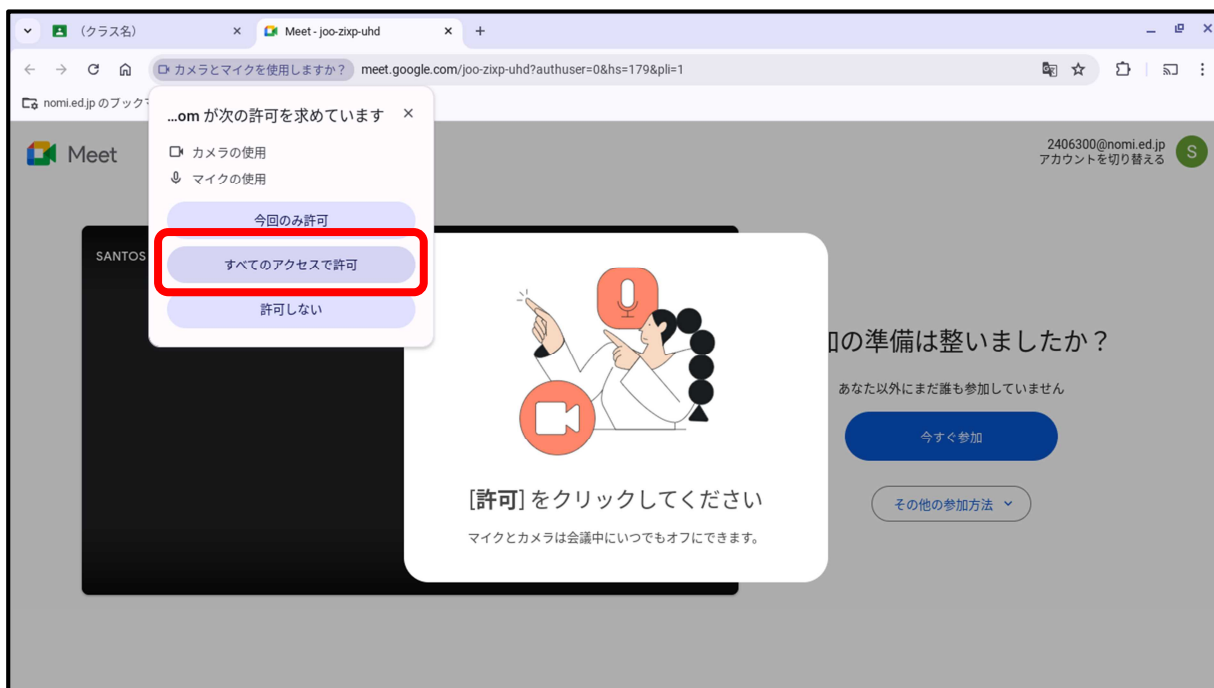 (クラス名)
Meet - joo-zixp-uhd
カメラとマイクを使用しますか?
meet.google.com/joo-zixp-uhd?authuser=0&hs=179&pli=1
nomi.ed.jp のブック
...om が次の許可を求めています
カメラの使用
マイクの使用
今回のみ許可
すべてのアクセスで許可
許可しない
Meet
2406300@nomi.ed.jp
アカウントを切り替える
S
SANTOS
[許可] をクリックしてください
マイクとカメラは会議中にいつでもオフにできます。
の準備は整いましたか?
あなた以外にまだ誰も参加していません
今すぐ参加
その他の参加方法